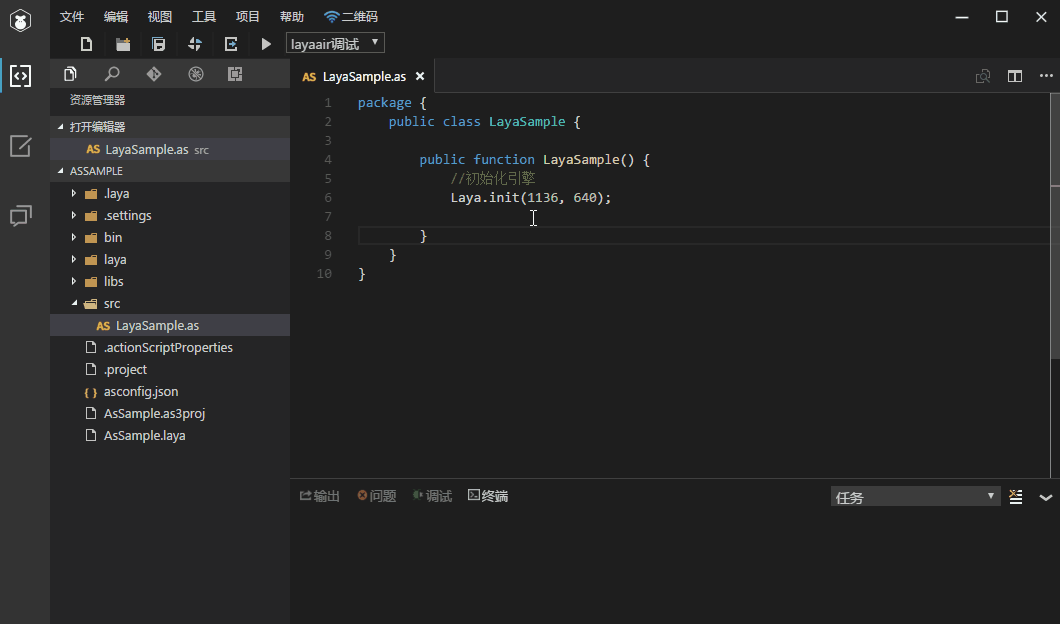 文件 编辑 视图 工具 项目 帮助 二维码
layaair调试
资源管理器
打开编辑器
AS LayaSample.as src
ASSAMPLE
.laya
.settings
bin
laya
libs
src
AS LayaSample.as
.actionScriptProperties
.project
{ } asconfig.json
AsSample.as3proj
AsSample.laya
AS LayaSample.as
1 package {
2 public class LayaSample {
3
4 public function LayaSample() {
5 //初始化引擎
6 Laya.init(1136, 640);
7
8 }
9 }
10 }
输出 问题 调试 终端 任务